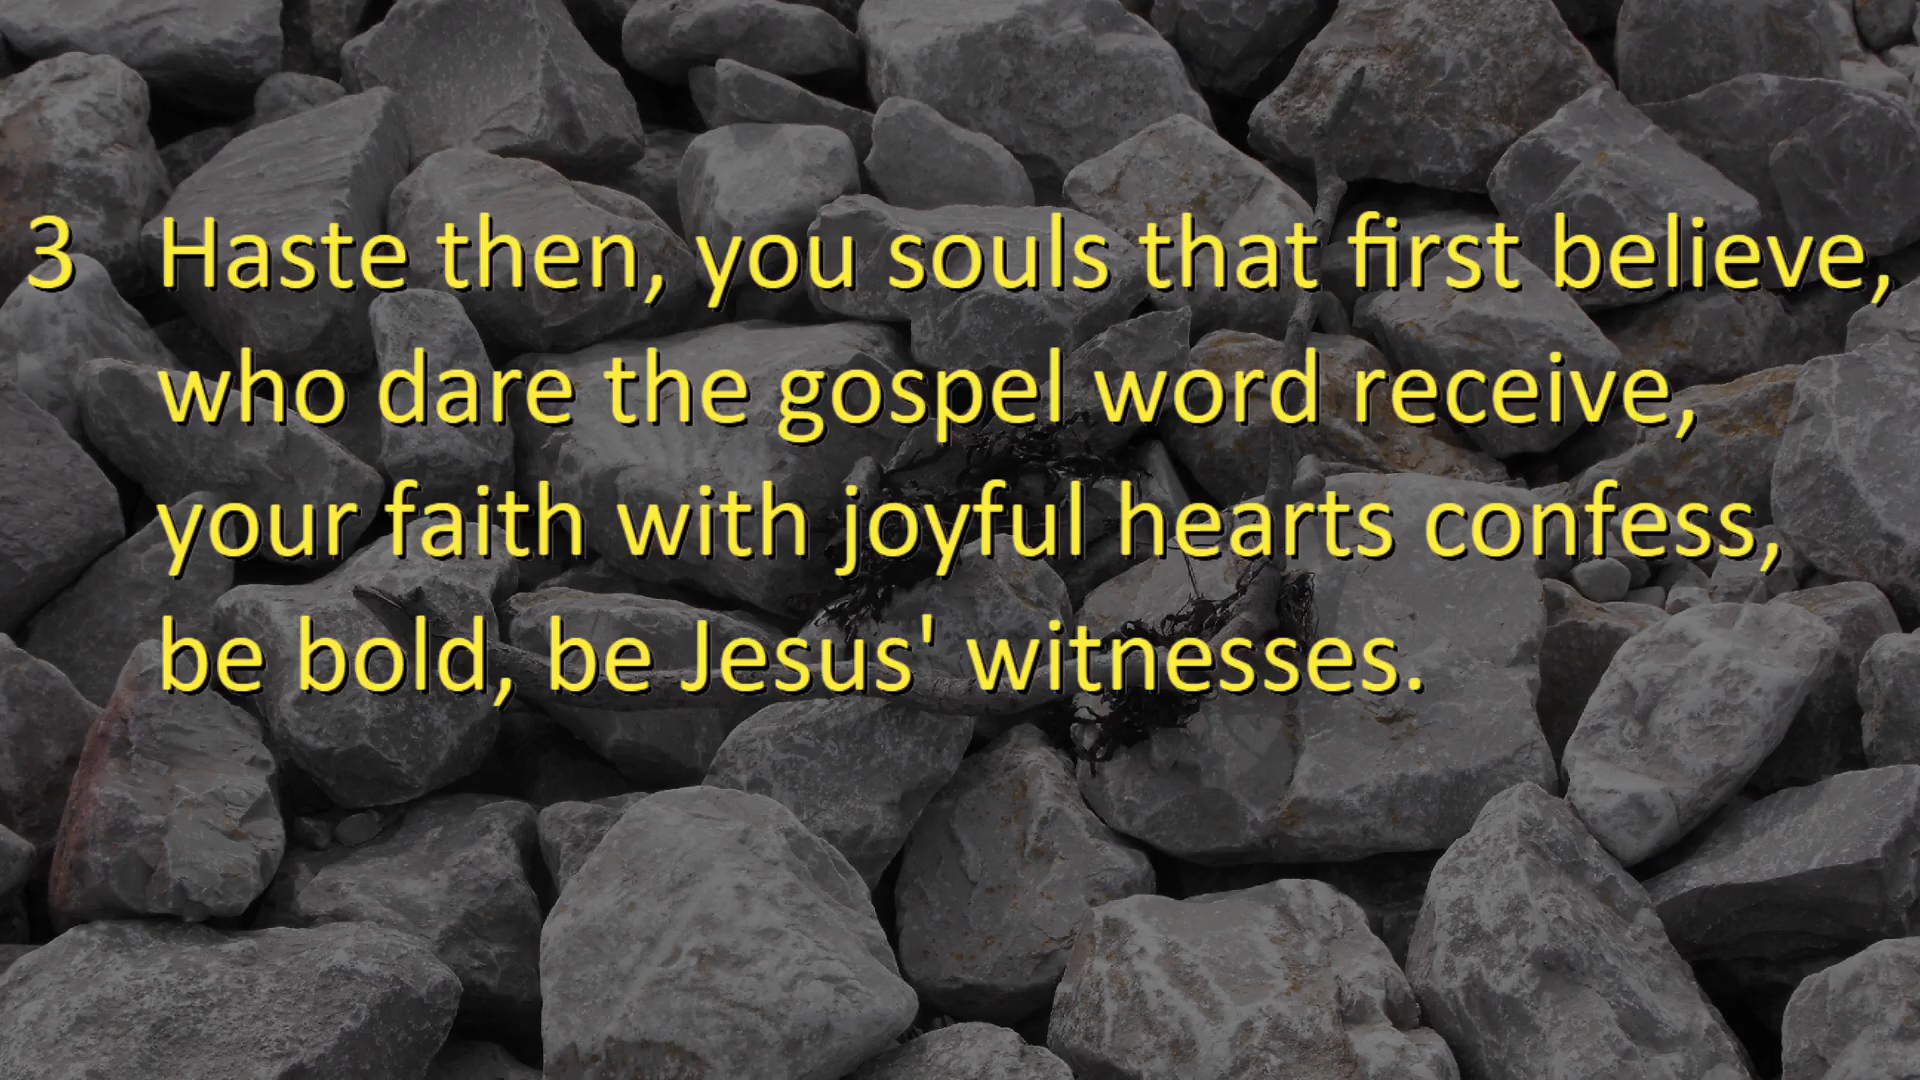 3 Haste then, you souls that first believe,
who dare the gospel word receive,
your faith with joyful hearts confess,
be bold, be Jesus' witnesses.